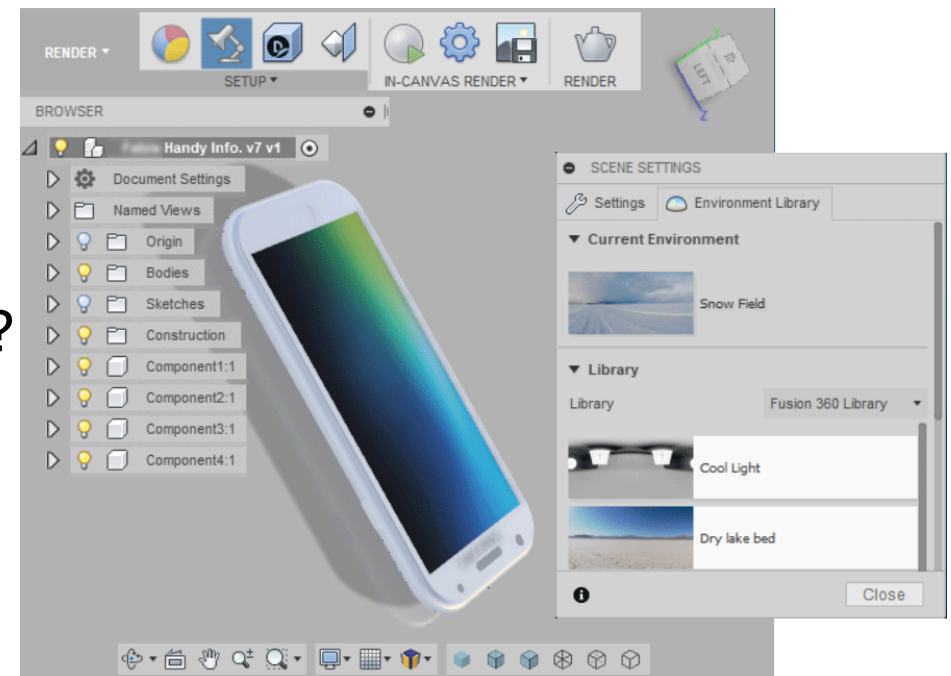 RENDER
SETUP
IN-CANVAS RENDER
RENDER
LEFT
Z
BROWSER
Handy Info. v7 v1
Document Settings
Named Views
Origin
Bodies
Sketches
Construction
Component1:1
Component2:1
Component3:1
Component4:1
?
SCENE SETTINGS
Settings
Environment Library
Current Environment
Snow Field
Library
Library
Fusion 360 Library
Cool Light
Dry lake bed
Close